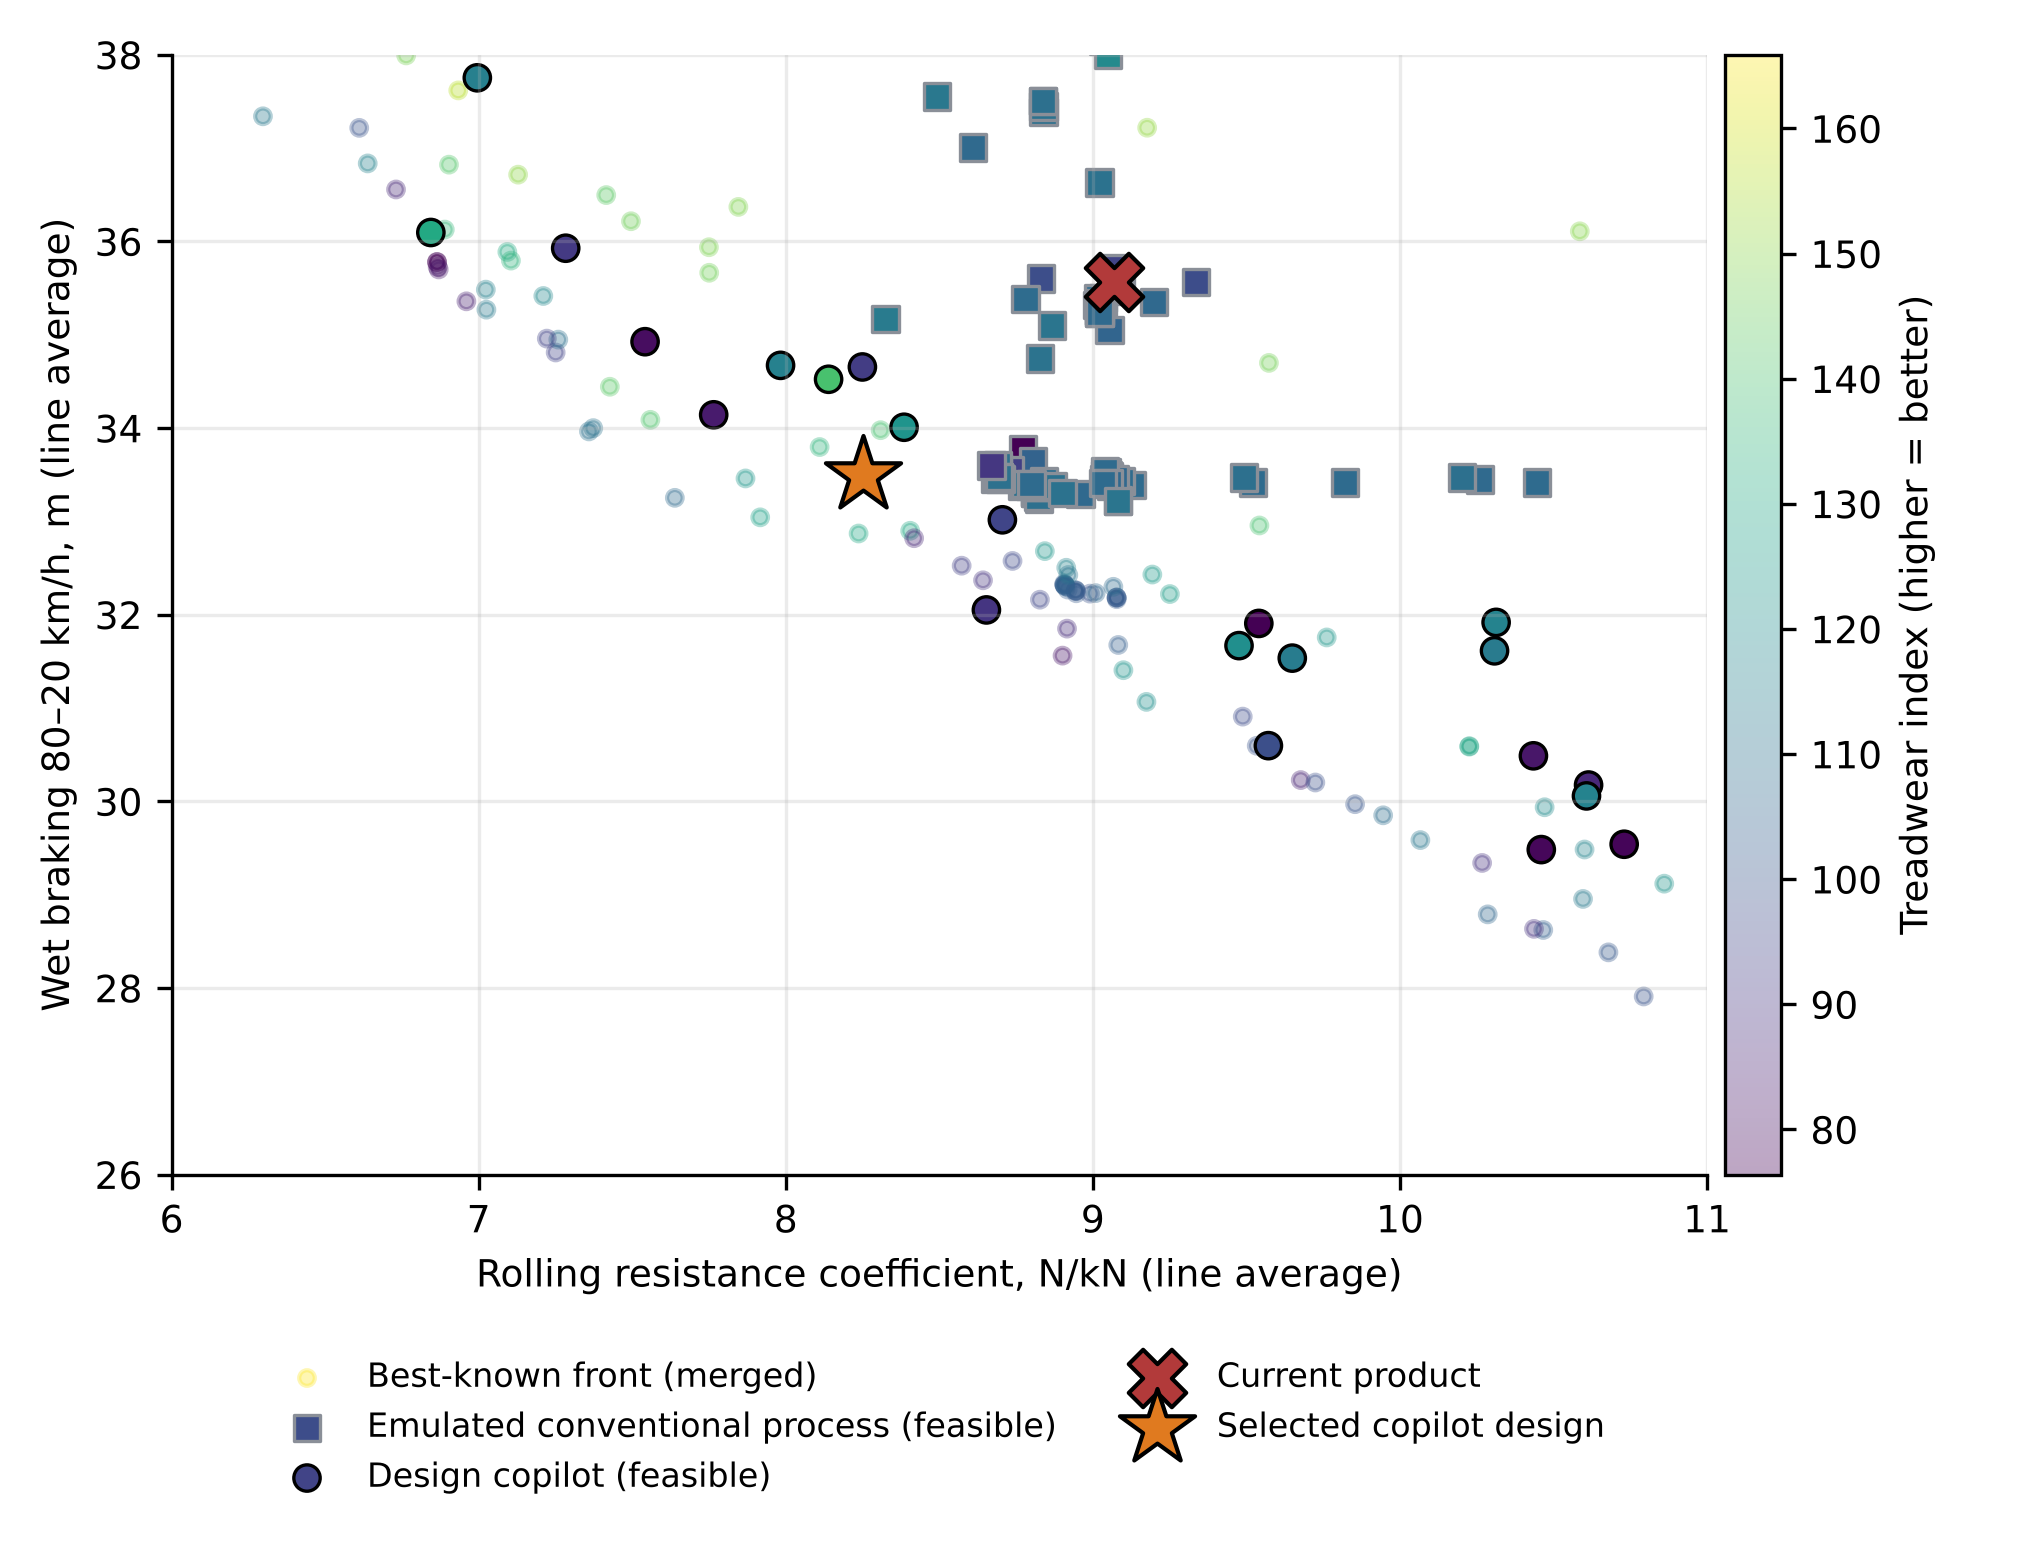 38
36
34
32
30
28
26
Wet braking 80–20 km/h, m (line average)
6 7 8 9 10 11
Rolling resistance coefficient, N/kN (line average)
160
150
140
130
120
110
100
90
80
Treadwear index (higher = better)
Best-known front (merged)
Emulated conventional process (feasible)
Design copilot (feasible)
Current product
Selected copilot design